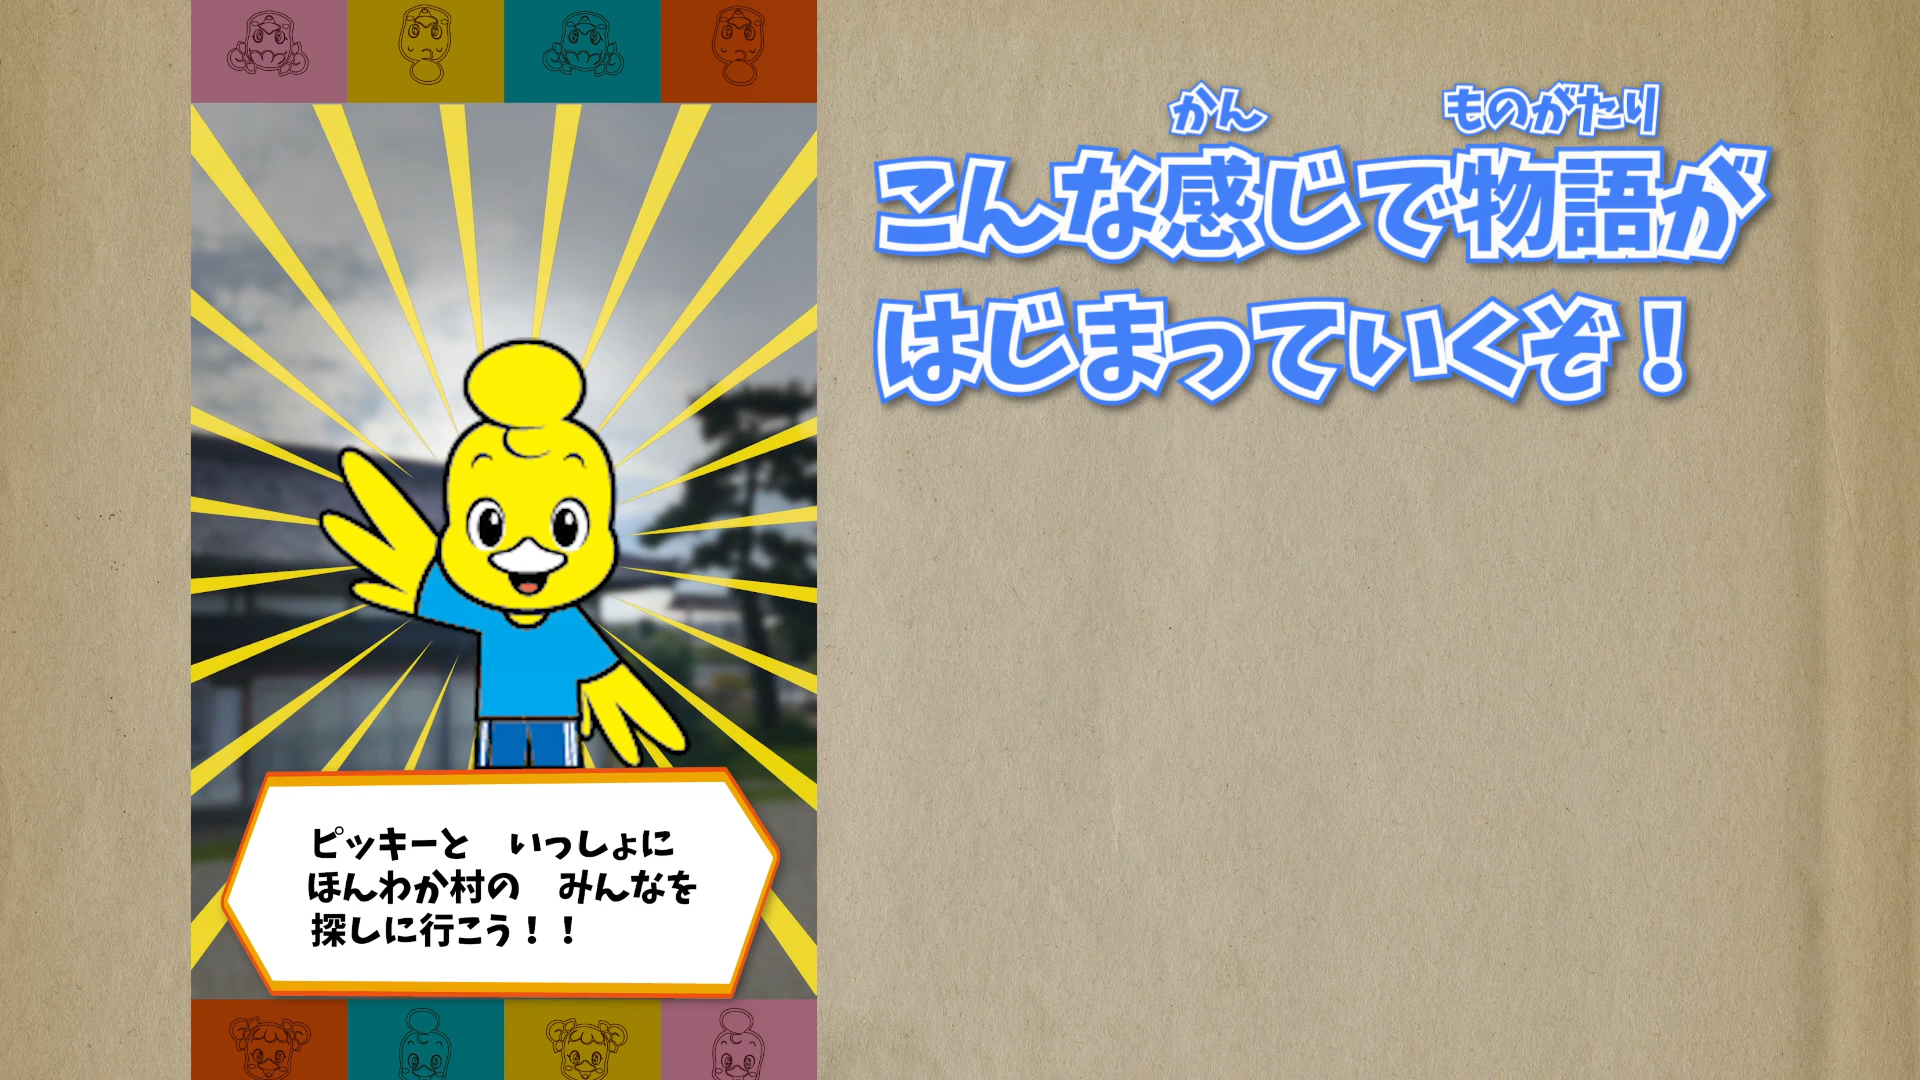 かん ものがたり
こんな感じで物語が
はじまっていくぞ！
ピッキーと　いっしょに
ほんわか村の　みんなを
探しに行こう！！